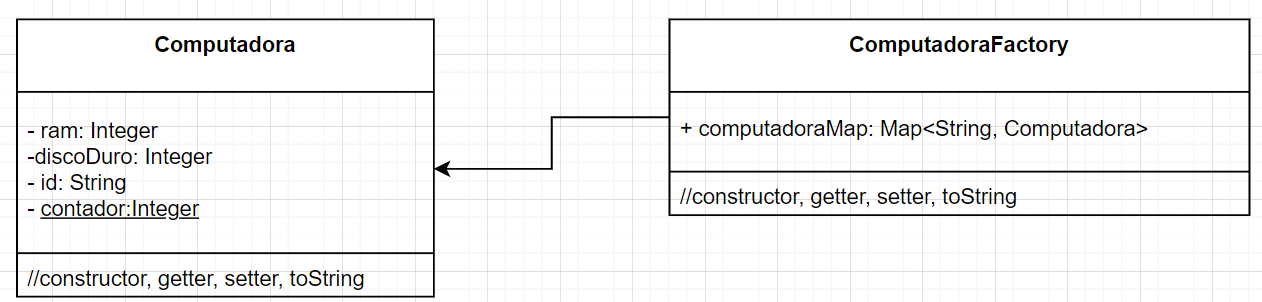 Computadora
- ram: Integer
-discoDuro: Integer
- id: String
- contador:Integer
//constructor, getter, setter, toString
ComputadoraFactory
+ computadoraMap: Map<String, Computadora>
//constructor, getter, setter, toString